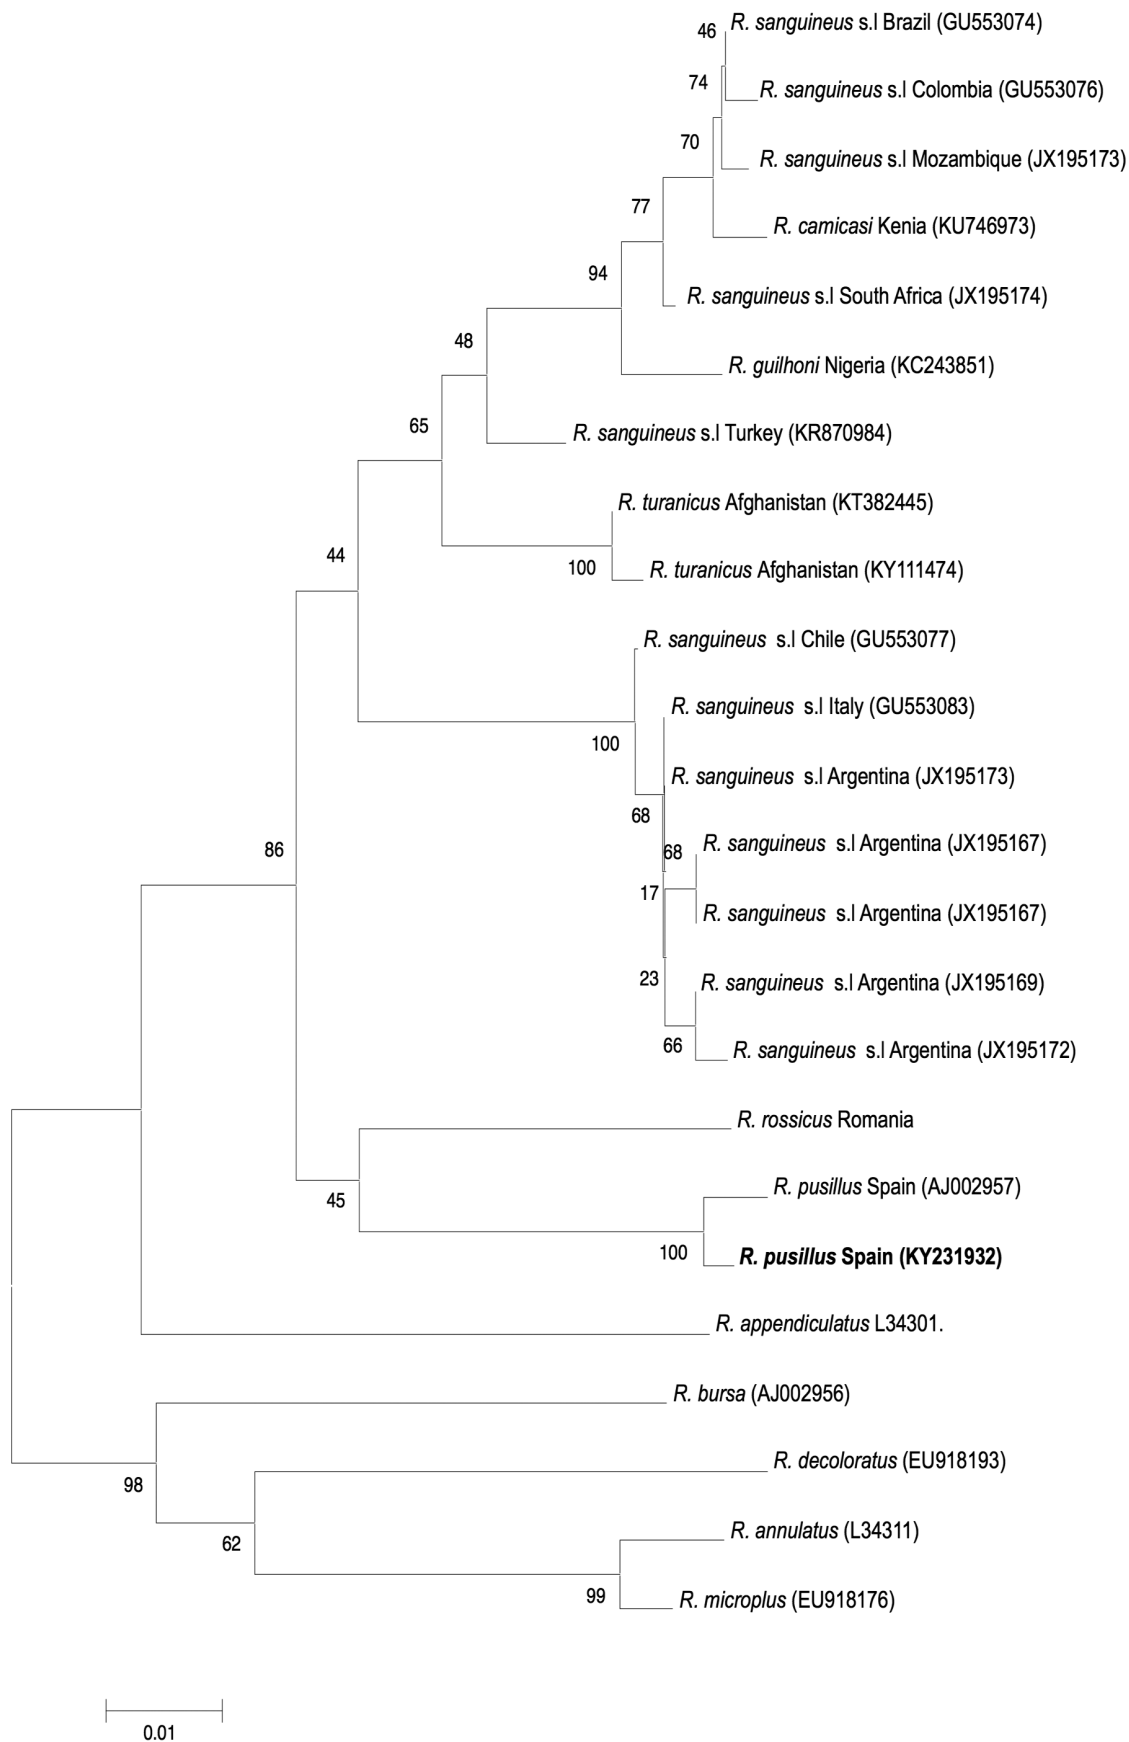 46
R. sanguineus s.l Brazil (GU553074)
74
R. sanguineus s.l Colombia (GU553076)
70
R. sanguineus s.l Mozambique (JX195173)
77
R. camicasi Kenia (KU746973)
94
R. sanguineus s.l South Africa (JX195174)
48
R. guilhoni Nigeria (KC243851)
65
R. sanguineus s.l Turkey (KR870984)
R. turanicus Afghanistan (KT382445)
44
100
R. turanicus Afghanistan (KY111474)
R. sanguineus s.l Chile (GU553077)
R. sanguineus s.l Italy (GU553083)
100
R. sanguineus s.l Argentina (JX195173)
68
86
68
R. sanguineus s.l Argentina (JX195167)
17
R. sanguineus s.l Argentina (JX195167)
23
R. sanguineus s.l Argentina (JX195169)
66
R. sanguineus s.l Argentina (JX195172)
R. rossicus Romania
45
R. pusillus Spain (AJ002957)
100
R. pusillus Spain (KY231932)
R. appendiculatus L34301.
R. bursa (AJ002956)
98
R. decoloratus (EU918193)
62
R. annulatus (L34311)
99
R. microplus (EU918176)
0.01